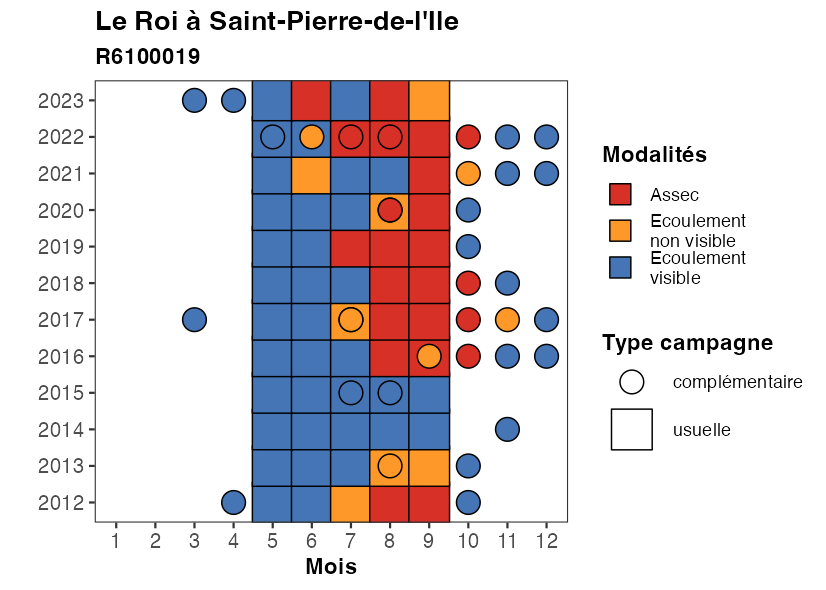 Le Roi à Saint-Pierre-de-l'Ile
R6100019
2023
2022
2021
2020
2019
2018
2017
2016
2015
2014
2013
2012
1 2 3 4 5 6 7 8 9 10 11 12
Mois
Modalités
Assec
Ecoulement
non visible
Ecoulement
visible
Type campagne
complémentaire
usuelle